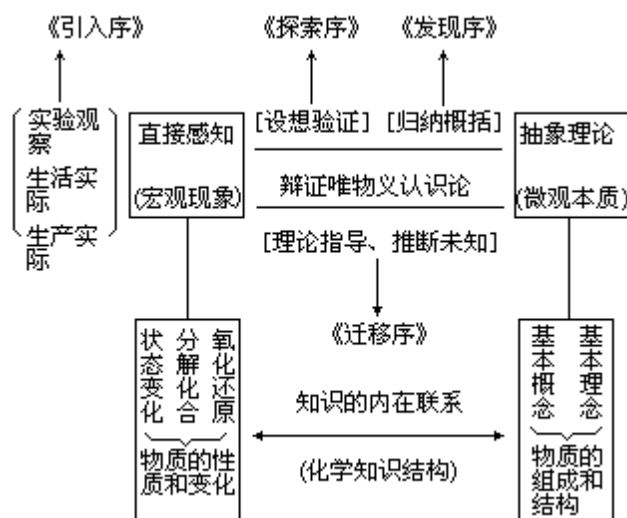 《引入序》 《探索序》 《发现序》
实验观察
生活实际
生产实际
直接感知
(宏观现象)
[设想验证] [归纳概括]
辩证唯物义认识论
[理论指导、推断未知]
抽象理论
(微观本质)
《迁移序》
状态变化
分解化合
氧化还原
物质的性
质和变化
知识的内在联系
(化学知识结构)
基本概念
基本理念
物质的
组成和
结构